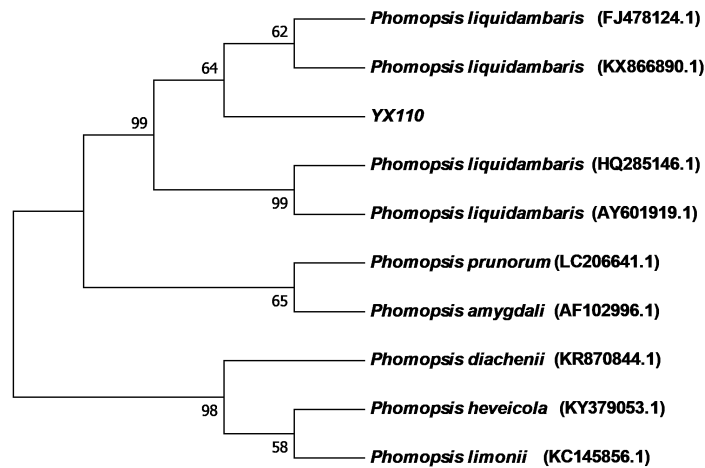 Phomopsis liquidambaris (FJ478124.1)
62
Phomopsis liquidambaris (KX866890.1)
64
YX110
99
Phomopsis liquidambaris (HQ285146.1)
99
Phomopsis liquidambaris (AY601919.1)
Phomopsis prunorum (LC206641.1)
65
Phomopsis amygdali (AF102996.1)
Phomopsis diachenii (KR870844.1)
98
Phomopsis heveicola (KY379053.1)
58
Phomopsis limonii (KC145856.1)